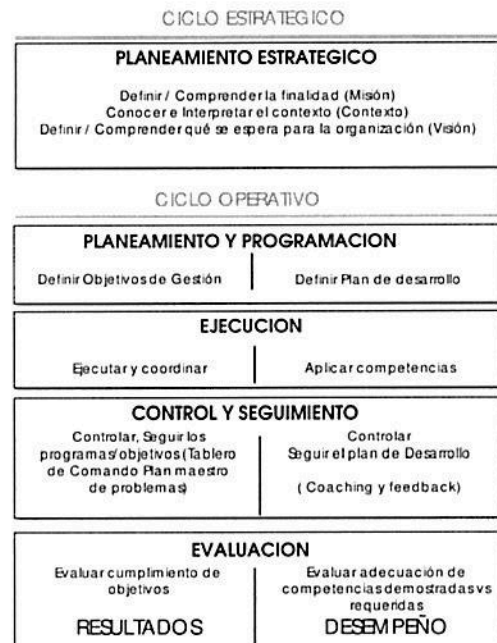 CICLO ESTRATEGICO
PLANEAMIENTO ESTRATEGICO
Definir / Comprender la finalidad (Misión)
Conocer e Interpretar el contexto (Contexto)
Definir / Comprender qué se espera para la organización (Visión)
CICLO OPERATIVO
PLANEAMIENTO Y PROGRAMACION
Definir Objetivos de Gestión
Definir Plan de desarrollo
EJECUCION
Ejecutar y coordinar
Aplicar competencias
CONTROL Y SEGUIMIENTO
Controlar, Seguir los
programas/objetivos (Tablero
de Comando Plan maestro
de problemas)
Controlar
Seguir el plan de Desarrollo
( Coaching y feedback)
EVALUACION
Evaluar cumplimiento de
objetivos
RESULTADOS
Evaluar adecuación de
competencias demostradas vs
requeridas
DESEMPEÑO